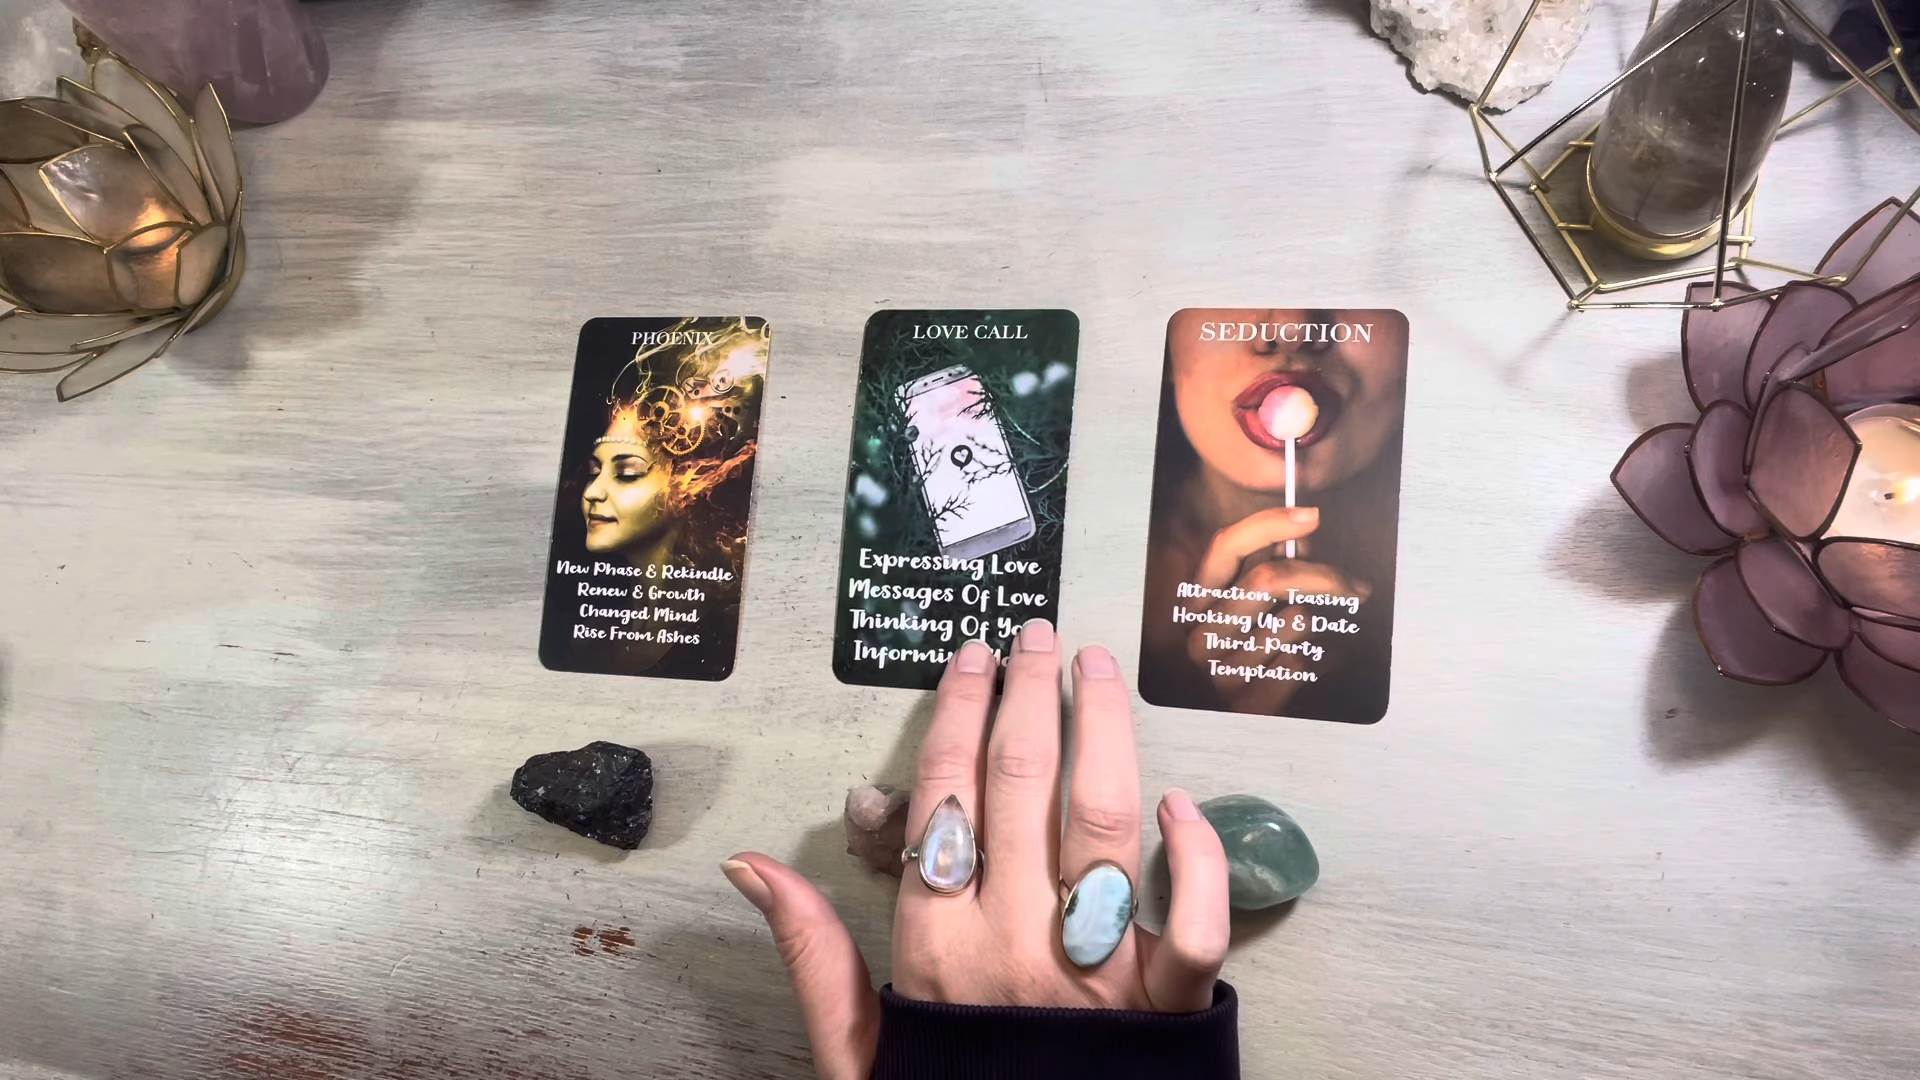 PHOENIX
New Phase & Rekindle
Renew & Growth
Changed Mind
Rise From Ashes
LOVE CALL
Expressing Love
Messages Of Love
Thinking Of
SEDUCTION
Attraction, Teasing
Hooking Up & Date
Third-Party
Temptation